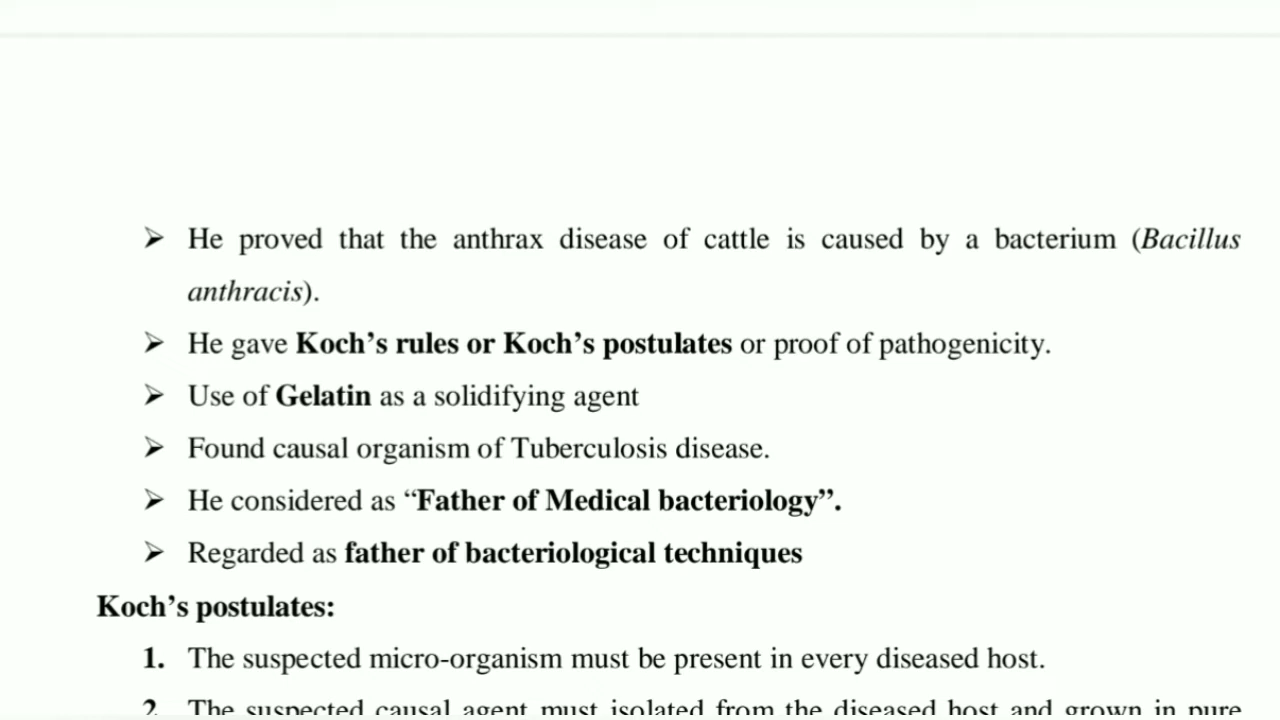 ➢ He proved that the anthrax disease of cattle is caused by a bacterium (Bacillus
anthracis).
➢ He gave Koch’s rules or Koch’s postulates or proof of pathogenicity.
➢ Use of Gelatin as a solidifying agent
➢ Found causal organism of Tuberculosis disease.
➢ He considered as “Father of Medical bacteriology”.
➢ Regarded as father of bacteriological techniques
Koch’s postulates:
1. The suspected micro-organism must be present in every diseased host.
2. The suspected causal agent must isolated from the diseased host and grown in pure